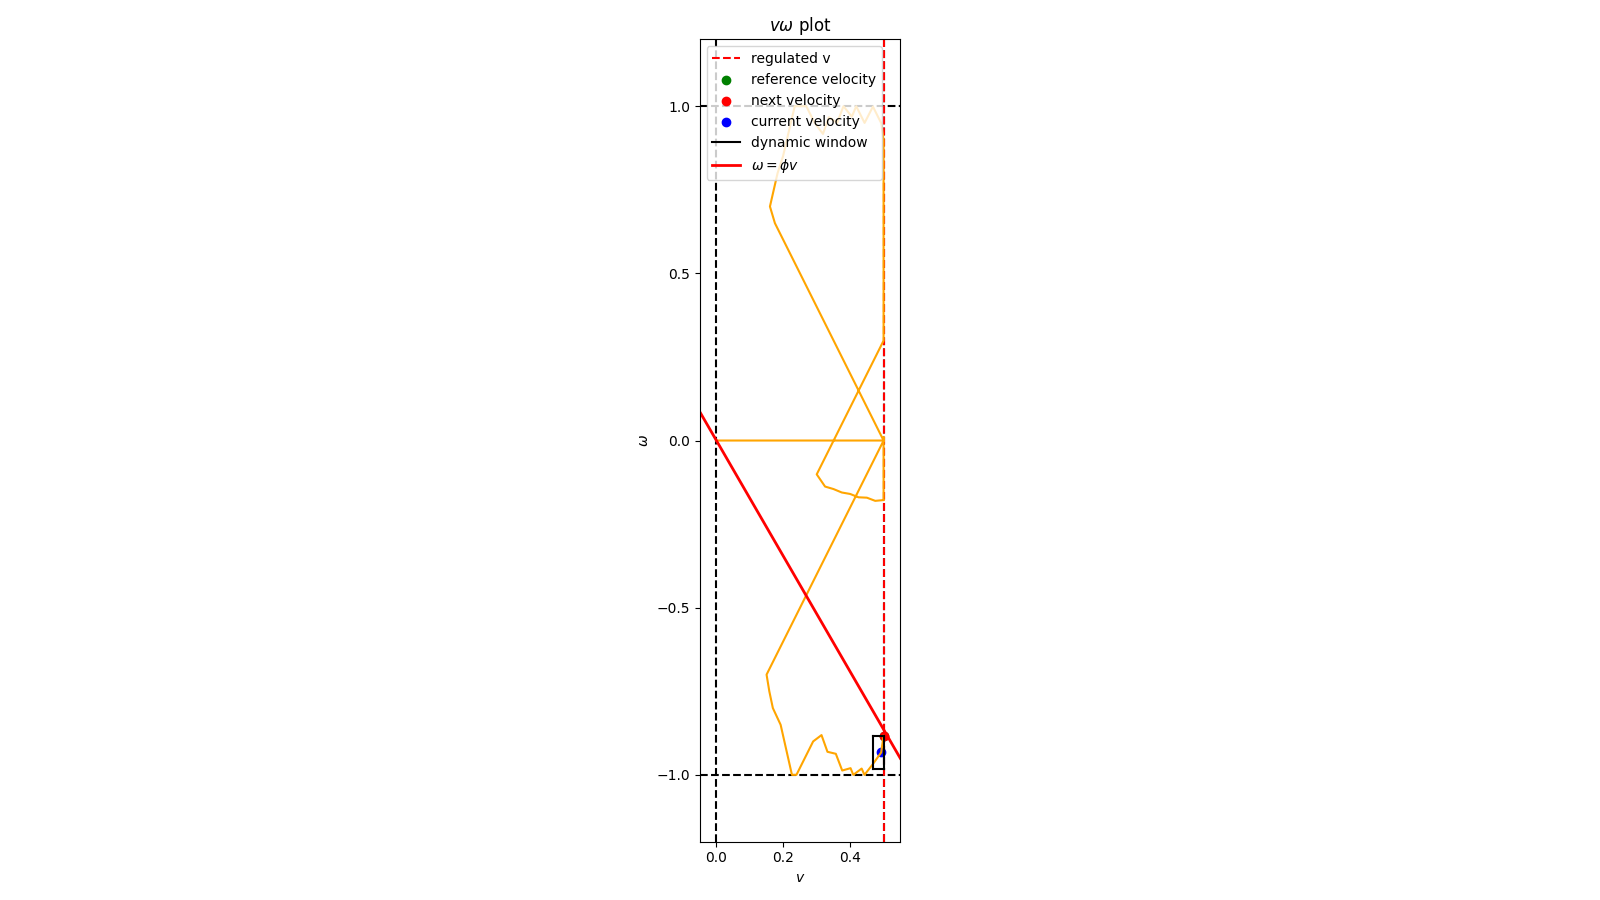 vω plot
regulated v
reference velocity
next velocity
current velocity
dynamic window
ω = ϕv
1.0
0.5
0.0
−0.5
−1.0
ω
0.0 0.2 0.4
v